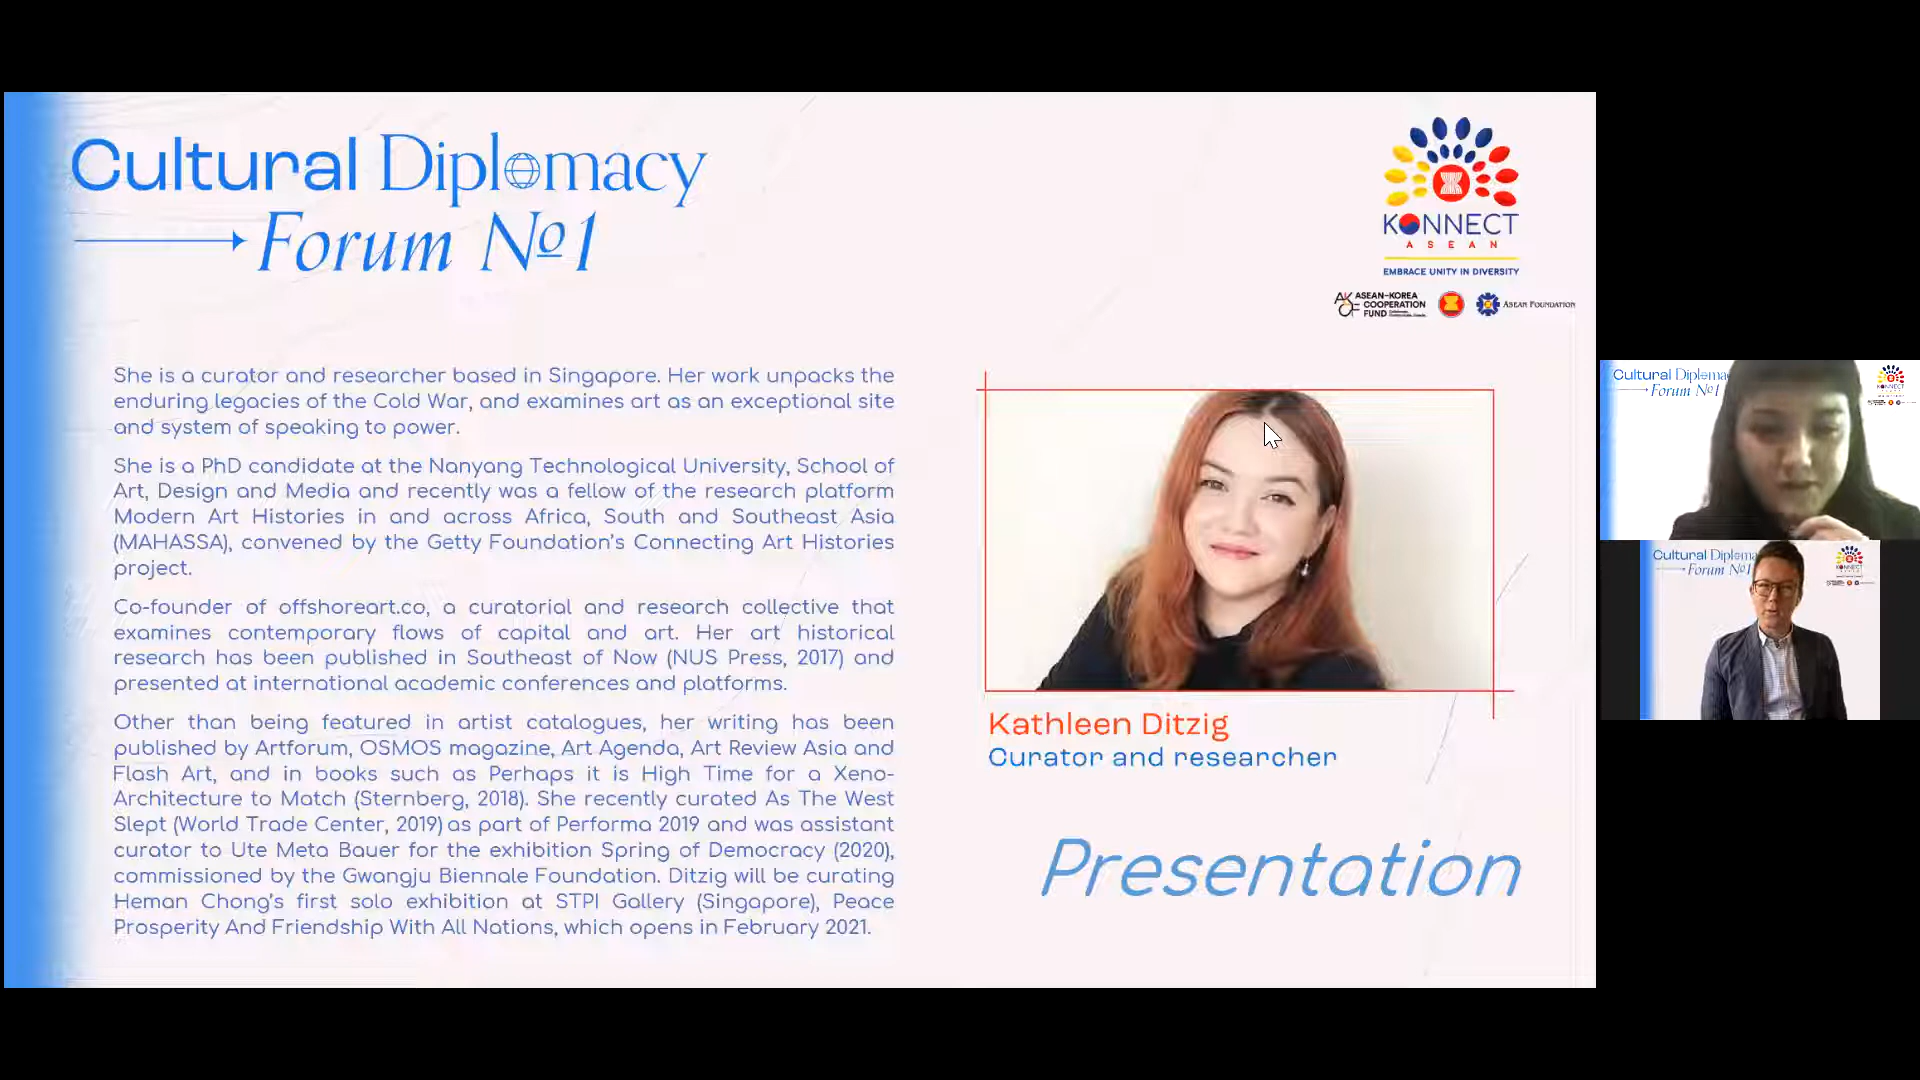 Cultural Diplomacy
Forum №1
KONNECT
ASEAN
EMBRACE UNITY IN DIVERSITY
ASEAN-KOREA
COOPERATION
FUND
ASEAN FOUNDATION
She is a curator and researcher based in Singapore. Her work unpacks the
enduring legacies of the Cold War, and examines art as an exceptional site
and system of speaking to power.
She is a PhD candidate at the Nanyang Technological University, School of
Art, Design and Media and recently was a fellow of the research platform
Modern Art Histories in and across Africa, South and Southeast Asia
(MAHASSA), convened by the Getty Foundation’s Connecting Art Histories
project.
Co-founder of offshoreart.co, a curatorial and research collective that
examines contemporary flows of capital and art. Her art historical
research has been published in Southeast of Now (NUS Press, 2017) and
presented at international academic conferences and platforms.
Other than being featured in artist catalogues, her writing has been
published by Artforum, OSMOS magazine, Art Agenda, Art Review Asia and
Flash Art, and in books such as Perhaps it is High Time for a Xeno-
Architecture to Match (Sternberg, 2018). She recently curated As The West
Slept (World Trade Center, 2019) as part of Performa 2019 and was assistant
curator to Ute Meta Bauer for the exhibition Spring of Democracy (2020),
commissioned by the Gwangju Biennale Foundation. Ditzig will be curating
Heman Chong’s first solo exhibition at STPI Gallery (Singapore), Peace
Prosperity And Friendship With All Nations, which opens in February 2021.
Kathleen Ditzig
Curator and researcher
Presentation
Cultural Diploma
Forum №1
KONNECT
Cultural Diploma
Forum №1
KONNECT